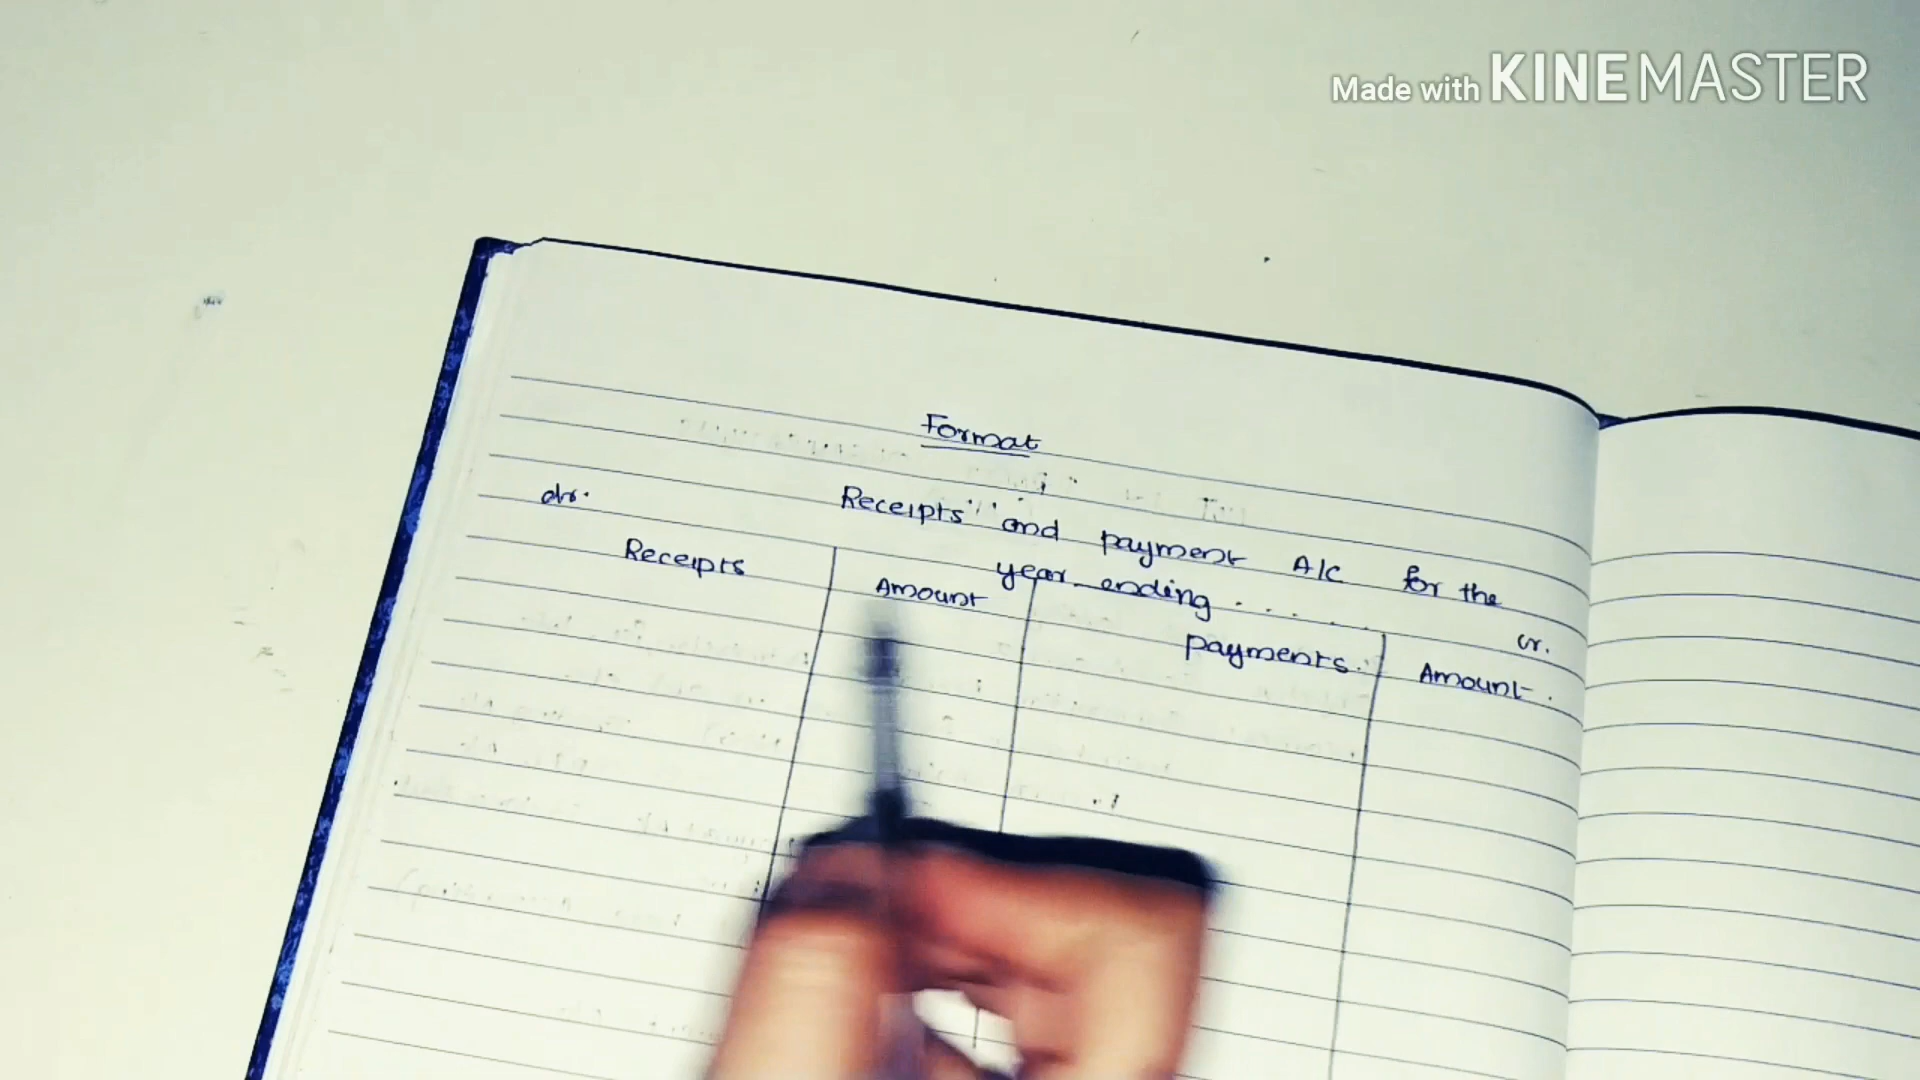 Made with KINEMASTER
Format
dr.
Receipts and payment A/c for the
year ending . . . . .
cr.
Receipts
Amount
payments.
Amount.